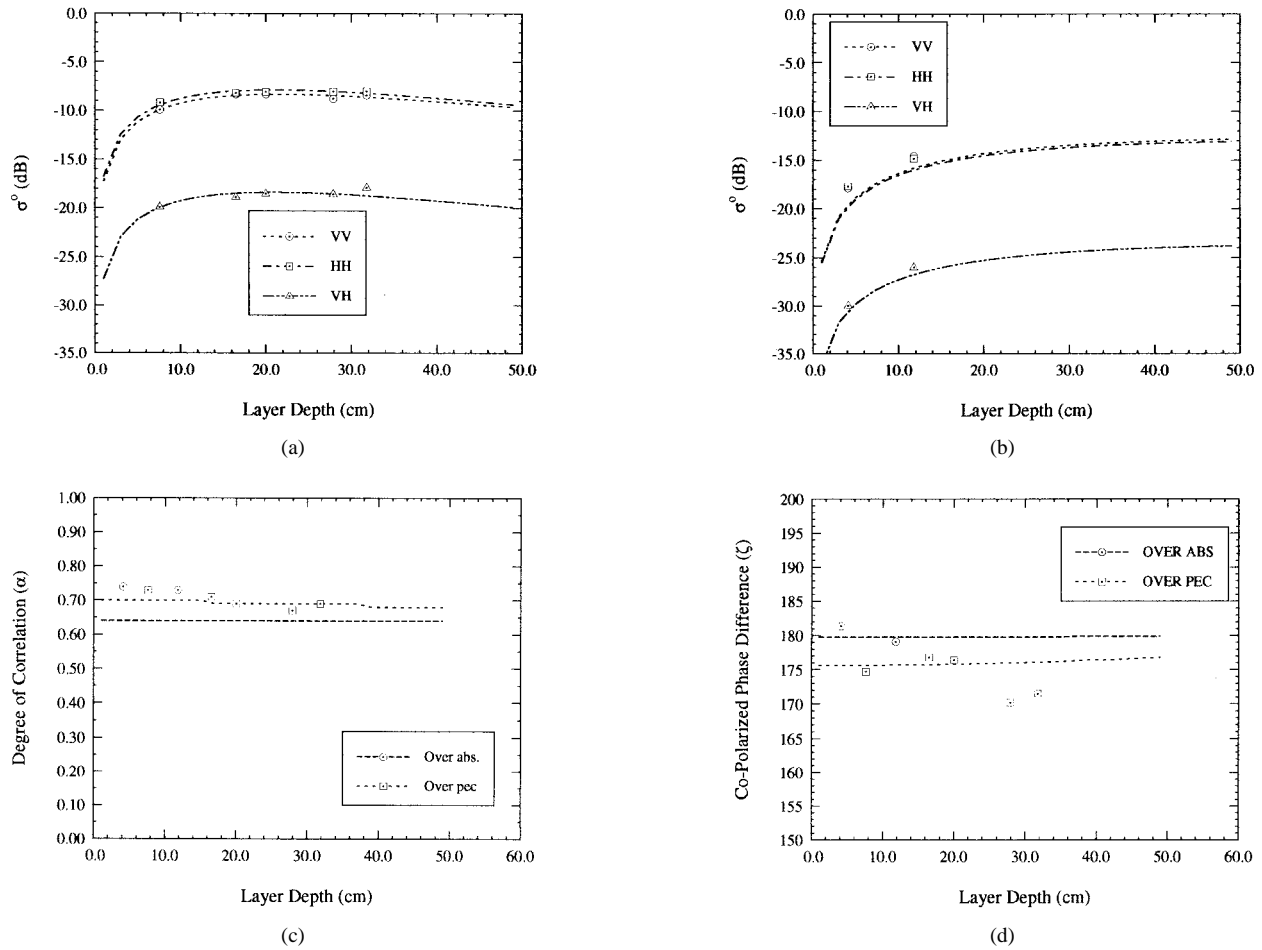 0.0
-5.0
-10.0
-15.0
-20.0
-25.0
-30.0
-35.0
σº (dB)
VV
HH
VH
0.0 10.0 20.0 30.0 40.0 50.0
Layer Depth (cm)
(a)
0.0
-5.0
-10.0
-15.0
-20.0
-25.0
-30.0
-35.0
σº (dB)
VV
HH
VH
0.0 10.0 20.0 30.0 40.0 50.0
Layer Depth (cm)
(b)
1.00
0.90
0.80
0.70
0.60
0.50
0.40
0.30
0.20
0.10
0.00
Degree of Correlation (α)
Over abs.
Over pec
0.0 10.0 20.0 30.0 40.0 50.0 60.0
Layer Depth (cm)
(c)
200
195
190
185
180
175
170
165
160
155
150
Co-Polarized Phase Difference (ζ)
OVER ABS
OVER PEC
0.0 10.0 20.0 30.0 40.0 50.0 60.0
Layer Depth (cm)
(d)